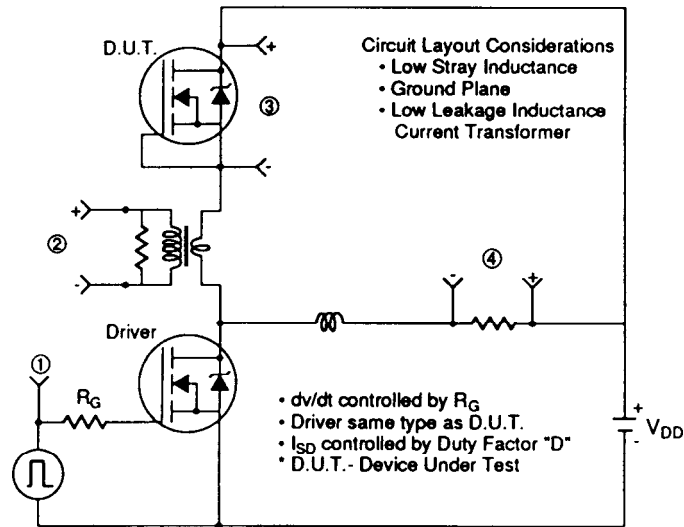 D.U.T.
+
③
-
Circuit Layout Considerations
• Low Stray Inductance
• Ground Plane
• Low Leakage Inductance
Current Transformer
+
②
-
④
- +
Driver
①
RG
• dv/dt controlled by RG
• Driver same type as D.U.T.
• ISD controlled by Duty Factor "D"
* D.U.T.- Device Under Test
+
VDD
-